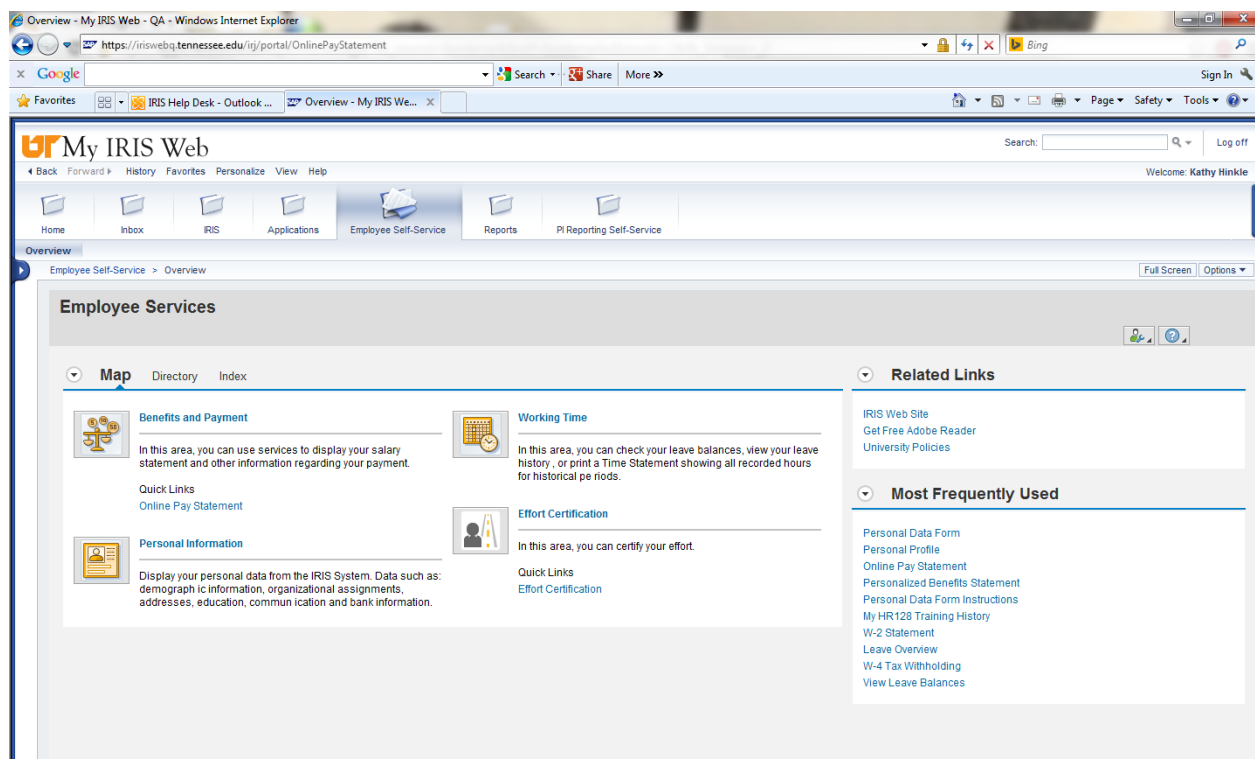 Overview - My IRIS Web - QA - Windows Internet Explorer
https://iriswebq.tennessee.edu/irj/portal/OnlinePayStatement
Bing
x Google Search Share More >> Sign In
Favorites IRIS Help Desk - Outlook ... Overview - My IRIS We... x Page Safety Tools
UT My IRIS Web Search: Log off
Back Forward History Favorites Personalize View Help Welcome: Kathy Hinkle
Home Inbox IRIS Applications Employee Self-Service Reports PI Reporting Self-Service
Overview
Employee Self-Service > Overview Full Screen Options
Employee Services
Map Directory Index
Benefits and Payment
In this area, you can use services to display your salary
statement and other information regarding your payment.
Quick Links
Online Pay Statement
Personal Information
Display your personal data from the IRIS System. Data such as:
demograph ic information, organizational assignments,
addresses, education, commun ication and bank information.
Working Time
In this area, you can check your leave balances, view your leave
history , or print a Time Statement showing all recorded hours
for historical pe riods.
Effort Certification
In this area, you can certify your effort.
Quick Links
Effort Certification
Related Links
IRIS Web Site
Get Free Adobe Reader
University Policies
Most Frequently Used
Personal Data Form
Personal Profile
Online Pay Statement
Personalized Benefits Statement
Personal Data Form Instructions
My HR128 Training History
W-2 Statement
Leave Overview
W-4 Tax Withholding
View Leave Balances